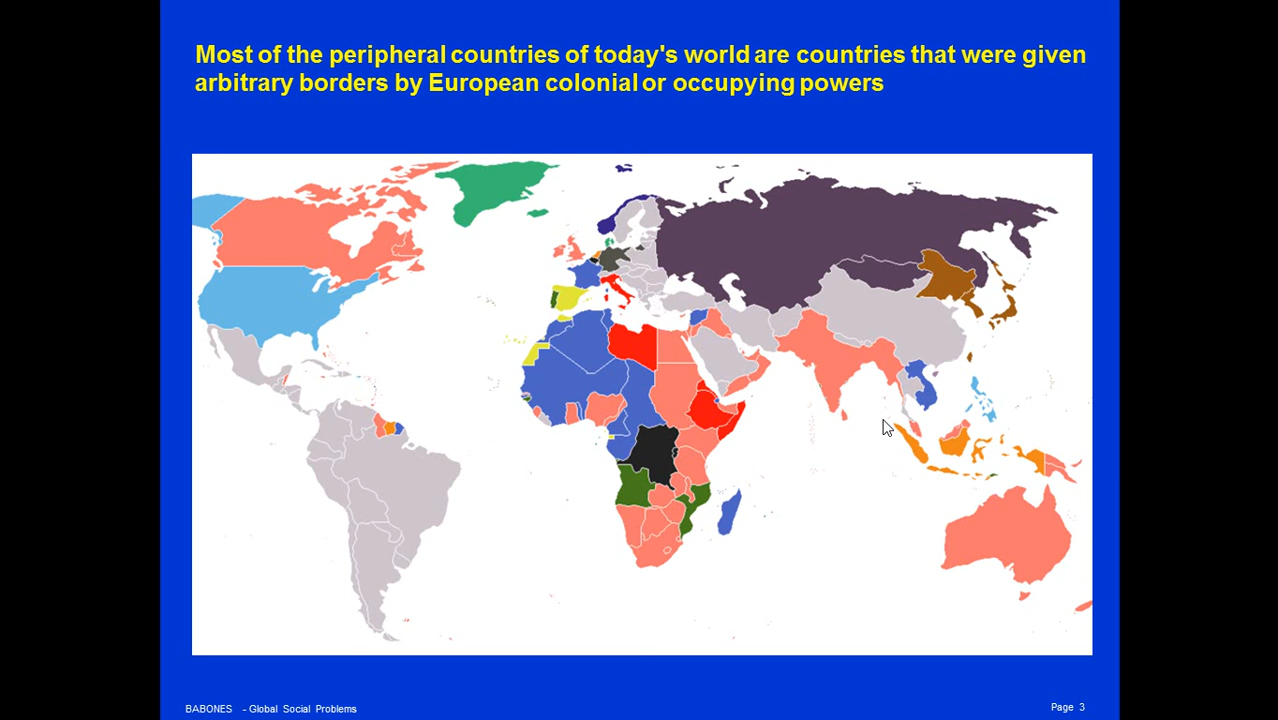 Most of the peripheral countries of today's world are countries that were given
arbitrary borders by European colonial or occupying powers
BABONES - Global Social Problems
Page 3